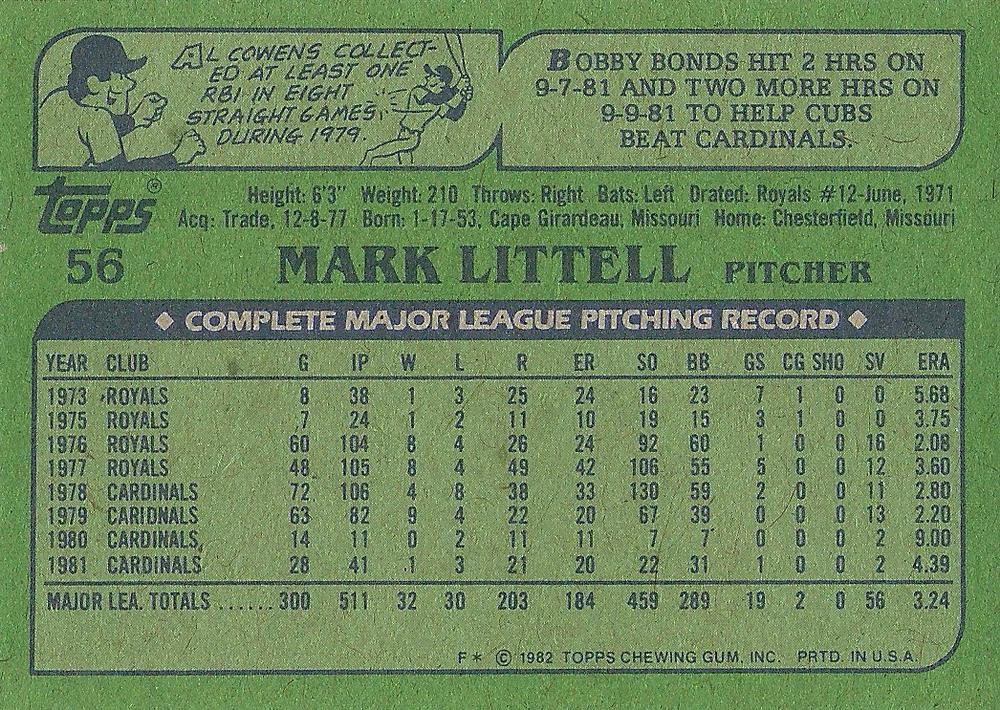 AL COWENS COLLECT-
ED AT LEAST ONE
RBI IN EIGHT
STRAIGHT GAMES,
DURING 1979.
BOBBY BONDS HIT 2 HRS ON
9-7-81 AND TWO MORE HRS ON
9-9-81 TO HELP CUBS
BEAT CARDINALS.
Topps ®
Height: 6'3" Weight: 210 Throws: Right Bats: Left Drated: Royals #12-June, 1971
Acq: Trade, 12-8-77 Born: 1-17-53, Cape Girardeau, Missouri Home: Chesterfield, Missouri
56 MARK LITTELL PITCHER
◆ COMPLETE MAJOR LEAGUE PITCHING RECORD ◆
YEAR CLUB G IP W L R ER SO BB GS CG SHO SV ERA
1973 ROYALS 8 38 1 3 25 24 16 23 7 1 0 0 5.68
1975 ROYALS 7 24 1 2 11 10 19 15 3 1 0 0 3.75
1976 ROYALS 60 104 8 4 26 24 92 60 1 0 0 16 2.08
1977 ROYALS 48 105 8 4 49 42 106 55 5 0 0 12 3.60
1978 CARDINALS 72 106 4 8 38 33 130 59 2 0 0 11 2.80
1979 CARIDNALS 63 82 9 4 22 20 67 39 0 0 0 13 2.20
1980 CARDINALS 14 11 0 2 11 11 7 7 0 0 0 2 9.00
1981 CARDINALS 28 41 1 3 21 20 22 31 1 0 0 2 4.39
MAJOR LEA. TOTALS ...... 300 511 32 30 203 184 459 289 19 2 0 56 3.24
F* © 1982 TOPPS CHEWING GUM, INC. PRTD. IN U.S.A.